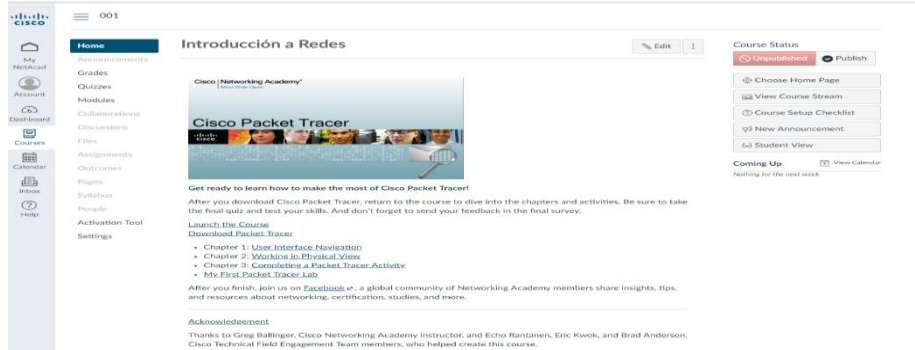 CISCO
001
My
NetAcad
Account
Dashboard
Courses
Calendar
Inbox
Help
Home
Announcements
Grades
Quizzes
Modules
Collaborations
Discussions
Files
Assignments
Outcomes
Pages
Syllabus
People
Activation Tool
Settings
Introducción a Redes
Edit
Cisco Networking Academy®
Mind Wide Open™
Cisco Packet Tracer
CISCO
Get ready to learn how to make the most of Cisco Packet Tracer!
After you download Cisco Packet Tracer, return to the course to dive into the chapters and activities. Be sure to take
the final quiz and test your skills. And don't forget to send your feedback in the final survey.
Launch the Course
Download Packet Tracer
• Chapter 1: User Interface Navigation
• Chapter 2: Working in Physical View
• Chapter 3: Completing a Packet Tracer Activity
• My First Packet Tracer Lab
After you finish, join us on Facebook, a global community of Networking Academy members share insights, tips,
and resources about networking, certification, studies, and more.
Acknowledgement
Thanks to Greg Ballinger, Cisco Networking Academy instructor, and Echo Rantanen, Eric Kwok, and Brad Anderson,
Cisco Technical Field Engagement Team members, who helped create this course.
Course Status
Unpublished
Publish
Choose Home Page
View Course Stream
Course Setup Checklist
New Announcement
Student View
Coming Up
View Calendar
Nothing for the next week